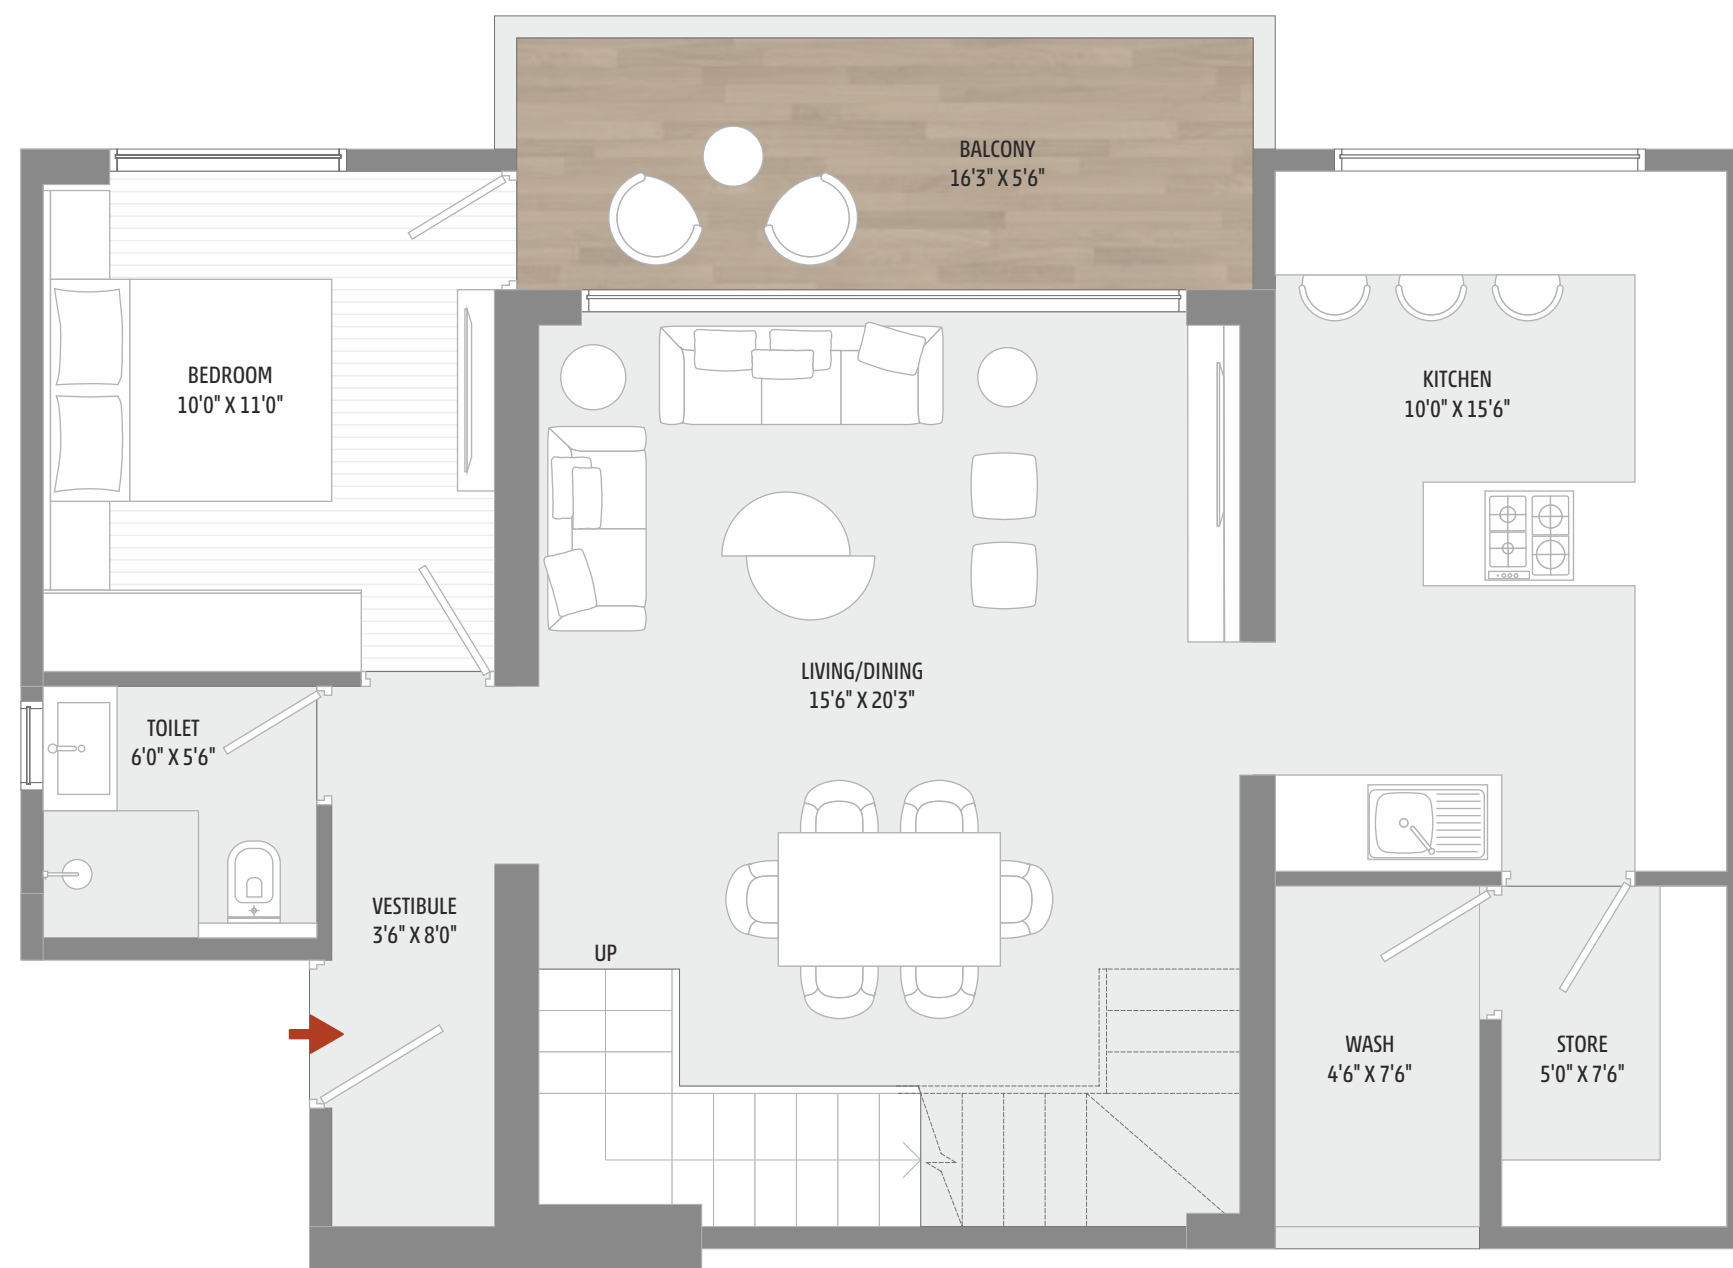 BALCONY
16'3" X 5'6"
BEDROOM
10'0" X 11'0"
KITCHEN
10'0" X 15'6"
LIVING/DINING
15'6" X 20'3"
TOILET
6'0" X 5'6"
VESTIBULE
3'6" X 8'0"
UP
WASH
4'6" X 7'6"
STORE
5'0" X 7'6"